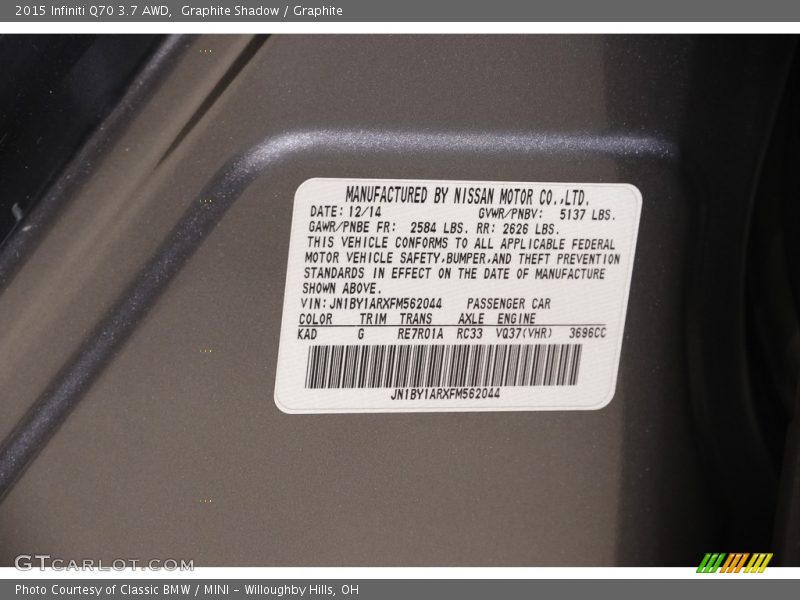 2015 Infiniti Q70 3.7 AWD,  Graphite Shadow / Graphite
MANUFACTURED BY NISSAN MOTOR CO.,LTD.
DATE: 12/14 GVWR/PNBV: 5137 LBS.
GAWR/PNBE FR: 2584 LBS. RR: 2626 LBS.
THIS VEHICLE CONFORMS TO ALL APPLICABLE FEDERAL
MOTOR VEHICLE SAFETY,BUMPER,AND THEFT PREVENTION
STANDARDS IN EFFECT ON THE DATE OF MANUFACTURE
SHOWN ABOVE.
VIN: JN1BY1ARXFM562044 PASSENGER CAR
COLOR TRIM TRANS AXLE ENGINE
KAD G RE7R01A RC33 VQ37(VHR) 3696CC
JN1BY1ARXFM562044
GTcarlot.com
Photo Courtesy of Classic BMW / MINI - Willoughby Hills, OH